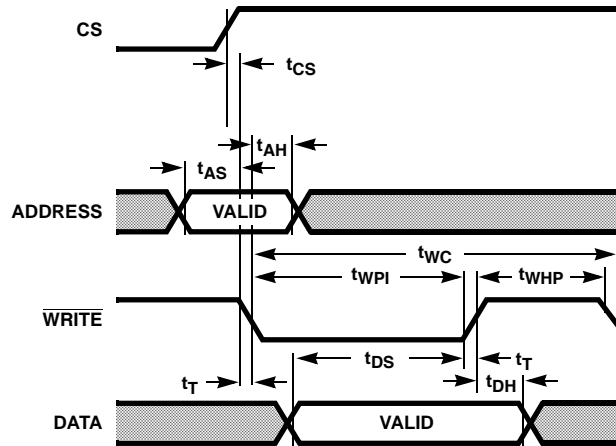 CS
tCS
tAH
tAS
ADDRESS
VALID
tWC
tWPI
tWHP
WRITE
tDS
tT
tT
tDH
DATA
VALID